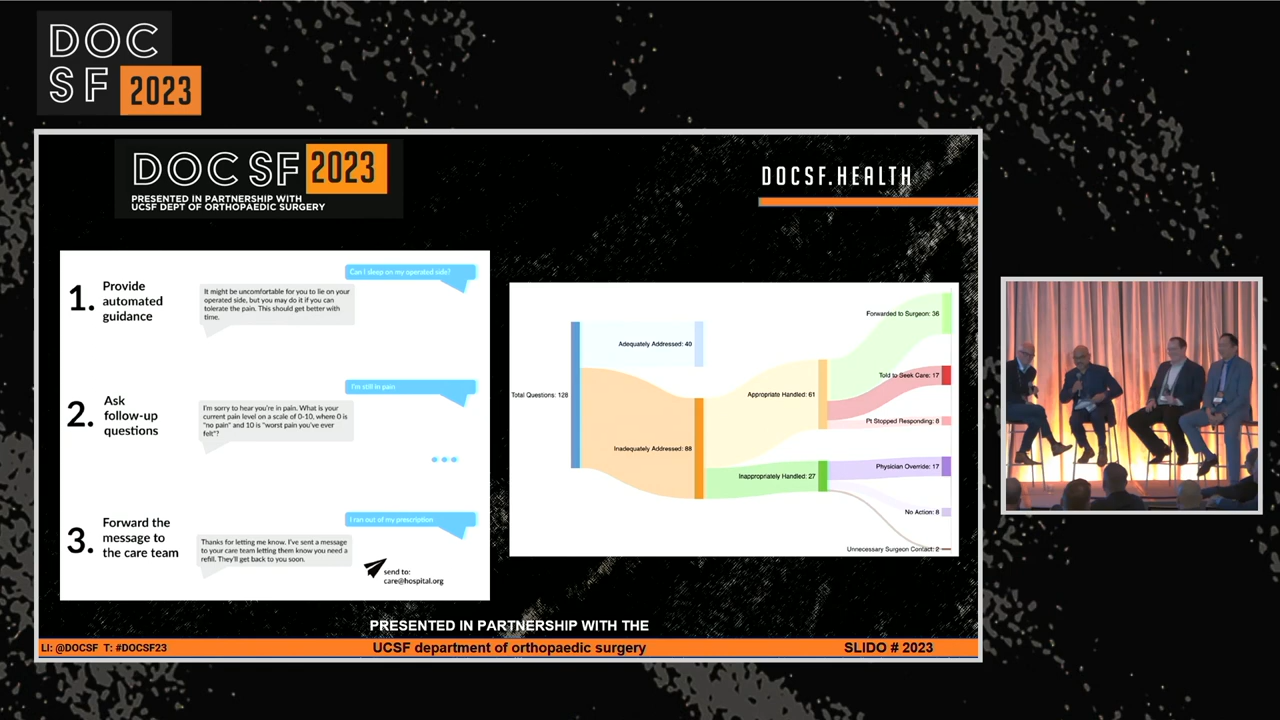 DOC
SF 2023
DOC SF 2023
PRESENTED IN PARTNERSHIP WITH
UCSF DEPT OF ORTHOPAEDIC SURGERY
DOCSF.HEALTH
1. Provide
automated
guidance
Can I sleep on my operated side?
It might be uncomfortable for you to lie on your
operated side, but you may do it if you can
tolerate the pain. This should get better with
time.
2. Ask
follow-up
questions
I'm still in pain
I'm sorry to hear you're in pain. What is your
current pain level on a scale of 0-10, where 0 is
"no pain" and 10 is "worst pain you've ever
felt"?
3. Forward the
message to
the care team
I ran out of my prescription
Thanks for letting me know. I've sent a message
to your care team letting them know you need a
refill. They'll get back to you soon.
send to:
care@hospital.org
Total Questions: 128
Adequately Addressed: 40
Inadequately Addressed: 88
Appropriate Handled: 61
Inappropriately Handled: 27
Forwarded to Surgeon: 36
Told to Seek Care: 17
Pt Stopped Responding: 8
Physician Override: 17
No Action: 8
Unnecessary Surgeon Contact: 2
PRESENTED IN PARTNERSHIP WITH THE
LI: @DOCSF T: #DOCSF23
UCSF department of orthopaedic surgery
SLIDO # 2023